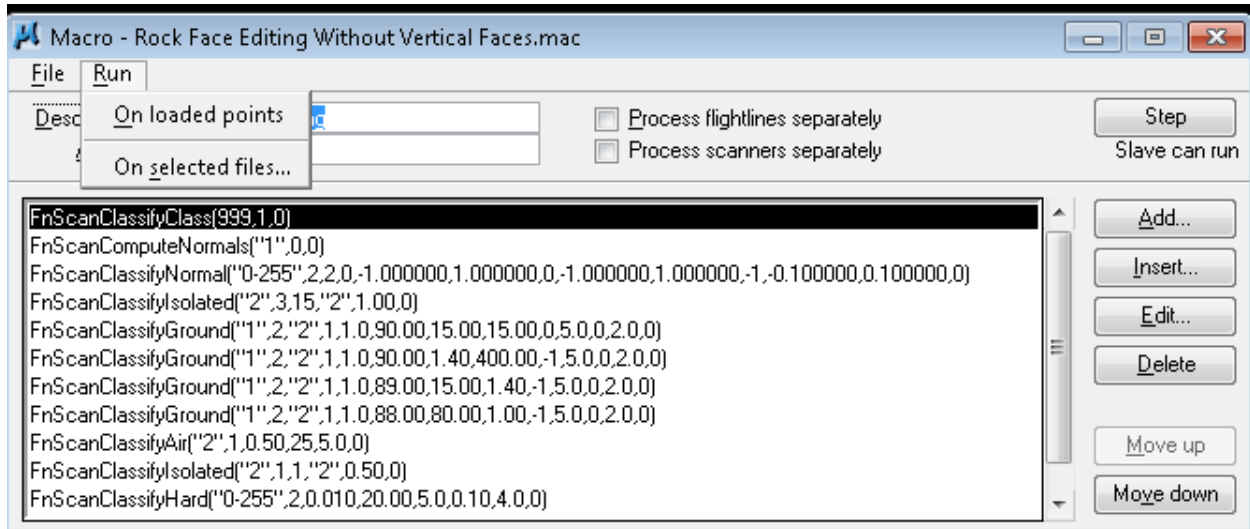 Macro - Rock Face Editing Without Vertical Faces.mac
File Run
On loaded points
On selected files...
Desc
Process flightlines separately
Process scanners separately
Step
Slave can run
FnScanClassifyClass(999,1,0)
FnScanComputeNormals("1",0,0)
FnScanClassifyNormal("0-255",2,2,0,-1.000000,1.000000,0,-1.000000,1.000000,-1,-0.100000,0.100000,0)
FnScanClassifyIsolated("2",3,15,"2",1.00,0)
FnScanClassifyGround("1",2,"2",1,1.0,90.00,15.00,15.00,0,5.0,0,2.0,0)
FnScanClassifyGround("1",2,"2",1,1.0,90.00,1.40,400.00,-1,5.0,0,2.0,0)
FnScanClassifyGround("1",2,"2",1,1.0,89.00,15.00,1.40,-1,5.0,0,2.0,0)
FnScanClassifyGround("1",2,"2",1,1.0,88.00,80.00,1.00,-1,5.0,0,2.0,0)
FnScanClassifyAir("2",1,0.50,25,5.0,0)
FnScanClassifyIsolated("2",1,1,"2",0.50,0)
FnScanClassifyHard("0-255",2,0.010,20.00,5.0,0.10,4.0,0)
Add...
Insert...
Edit...
Delete
Move up
Move down